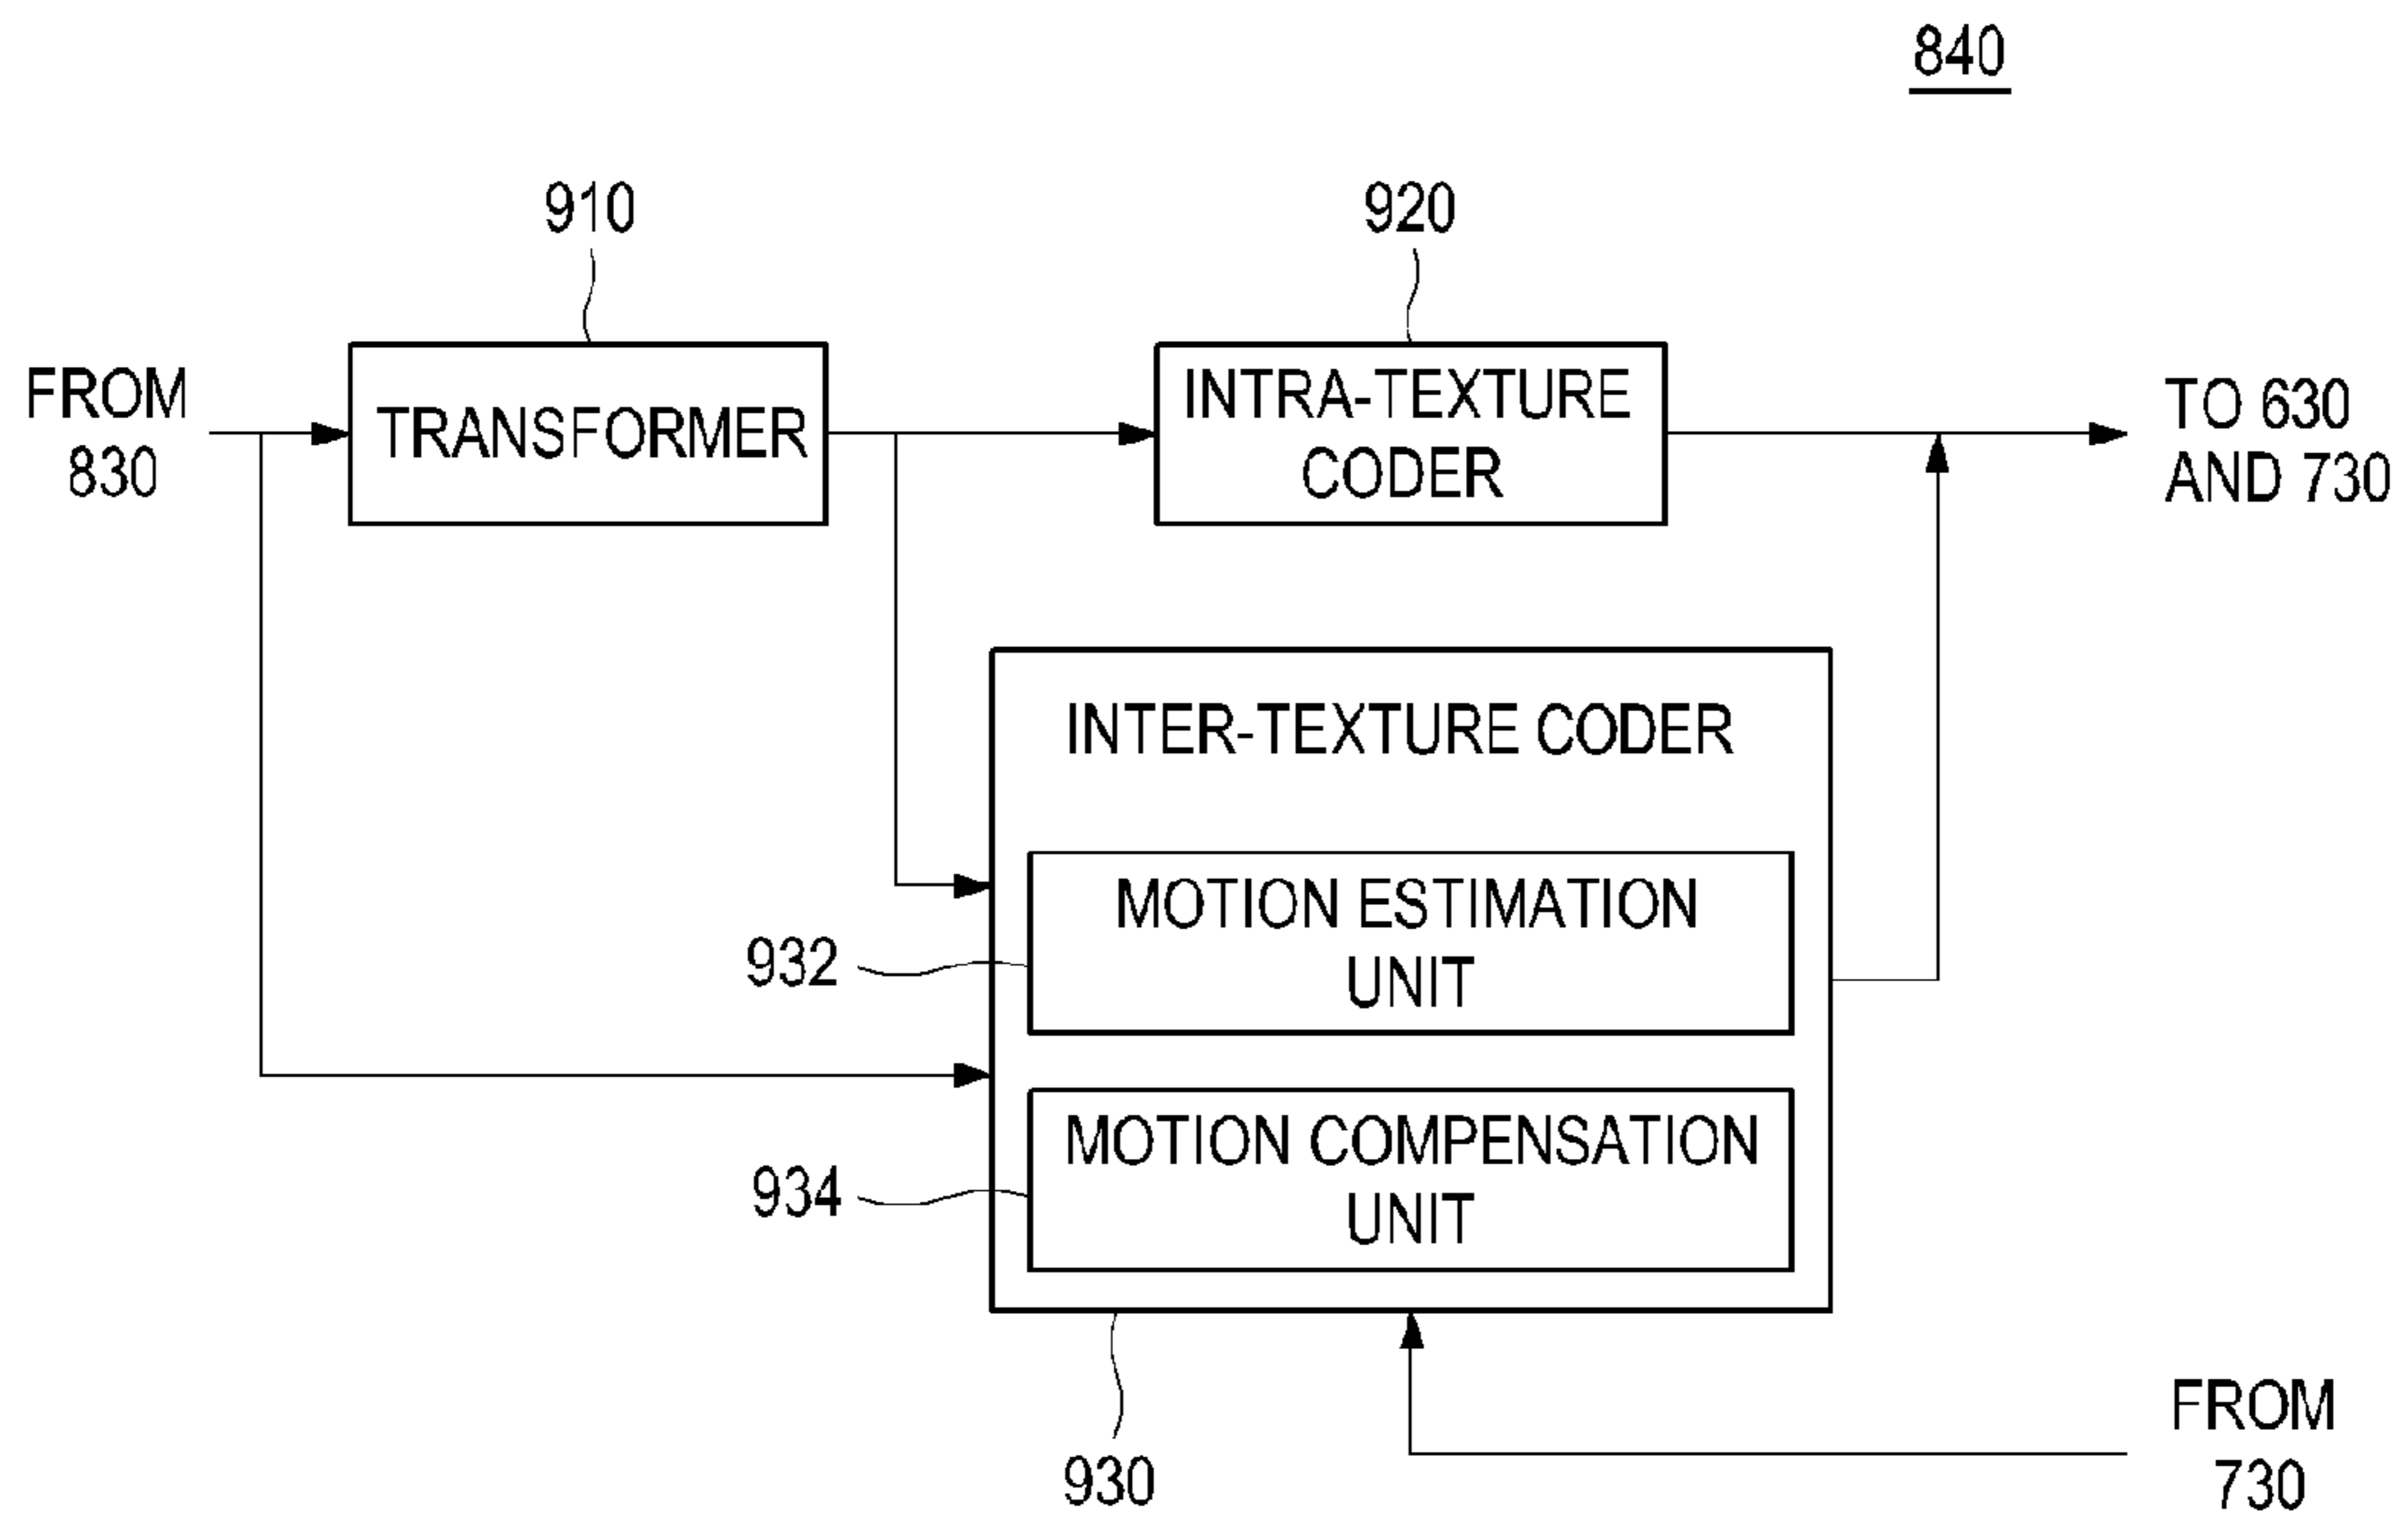 840
910
920
FROM
830
TRANSFORMER
INTRA-TEXTURE
CODER
TO 630
AND 730
INTER-TEXTURE CODER
932
MOTION ESTIMATION
UNIT
934
MOTION COMPENSATION
UNIT
930
FROM
730